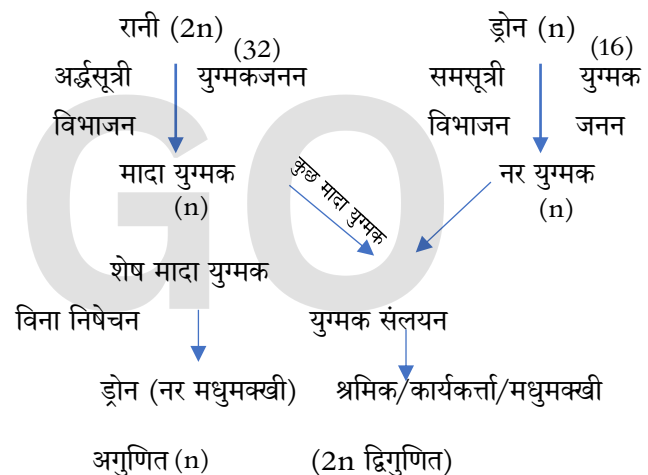 रानी (2n) ड्रोन (n)
(32) (16)
अर्द्धसूत्री युग्मकजनन समसूत्री युग्मक
विभाजन विभाजन जनन
मादा युग्मक नर युग्मक
(n) (n)
कुछ मादा युग्मक
शेष मादा युग्मक
विना निषेचन युग्मक संलयन
ड्रोन (नर मधुमक्खी) श्रमिक/कार्यकर्त्ता/मधुमक्खी
अगुणित (n) (2n द्विगुणित)
GO